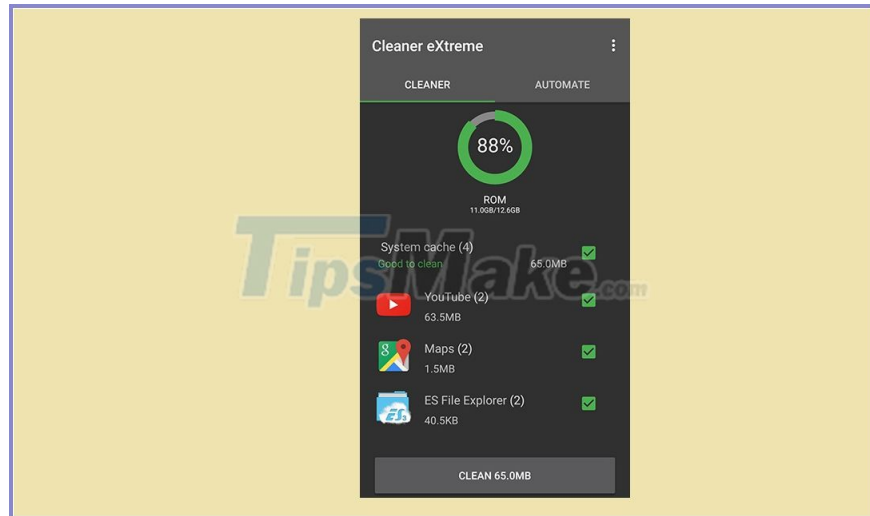 Cleaner eXtreme
CLEANER AUTOMATE
88%
ROM
11.0GB/12.6GB
System cache (4)
Good to clean 65.0MB
TipsMake.com
YouTube (2)
63.5MB
Maps (2)
1.5MB
ES File Explorer (2)
40.5KB
CLEAN 65.0MB